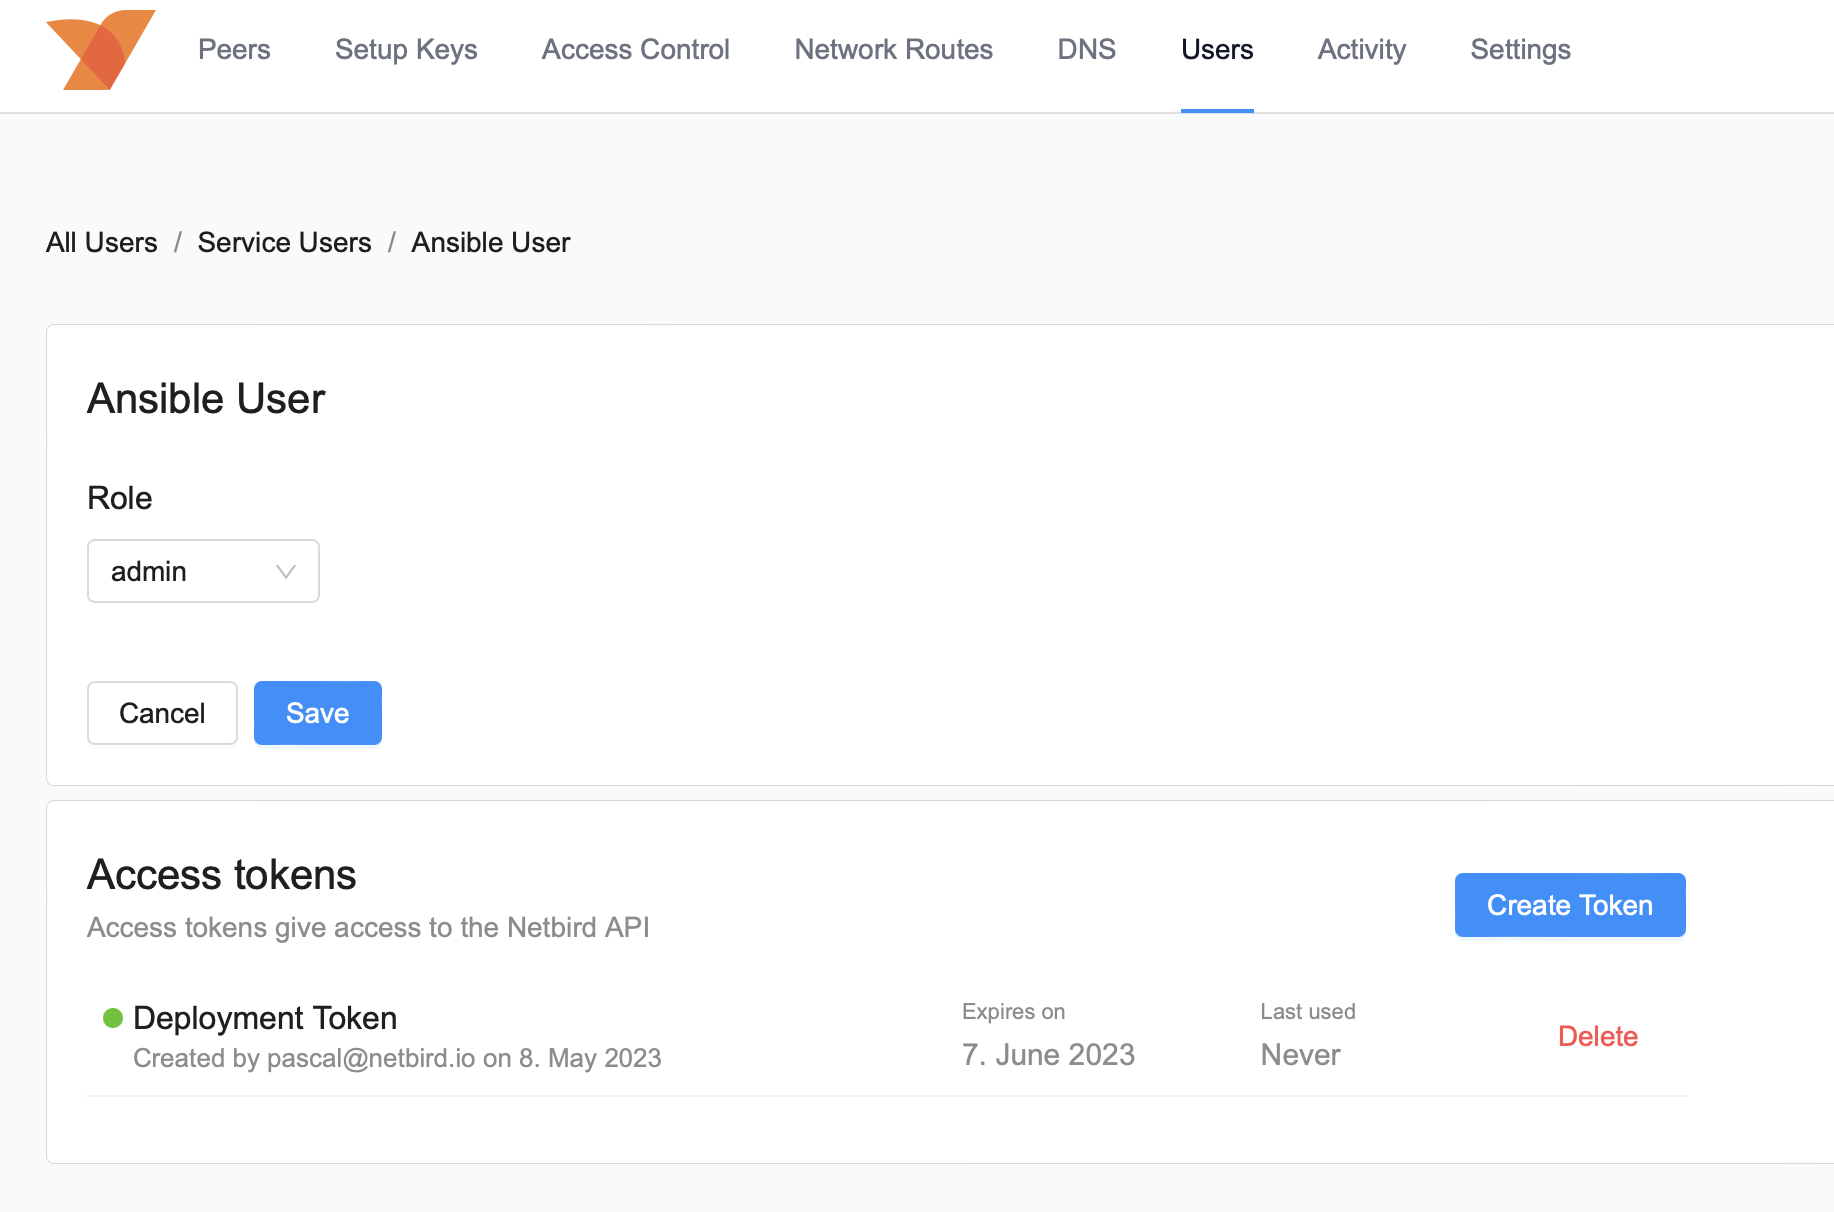 Peers Setup Keys Access Control Network Routes DNS Users Activity Settings
All Users / Service Users / Ansible User
Ansible User
Role
admin
Cancel Save
Access tokens
Access tokens give access to the Netbird API
Create Token
Deployment Token
Created by pascal@netbird.io on 8. May 2023
Expires on
7. June 2023
Last used
Never
Delete